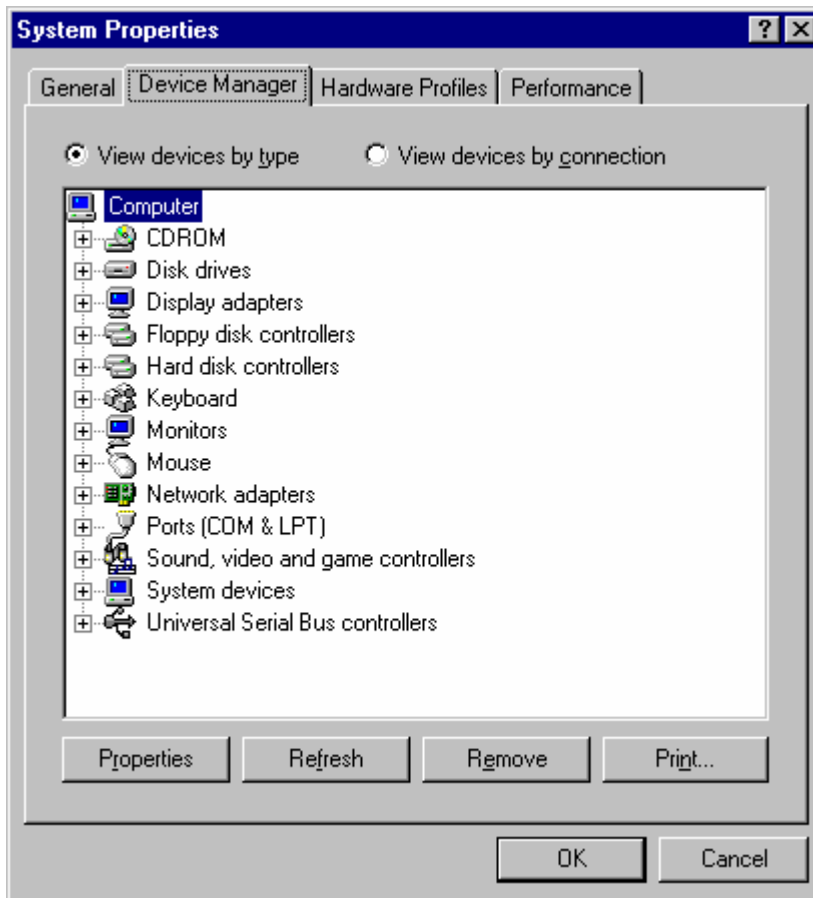 System Properties
General Device Manager Hardware Profiles Performance
View devices by type View devices by connection
Computer
CDROM
Disk drives
Display adapters
Floppy disk controllers
Hard disk controllers
Keyboard
Monitors
Mouse
Network adapters
Ports (COM & LPT)
Sound, video and game controllers
System devices
Universal Serial Bus controllers
Properties Refresh Remove Print...
OK Cancel